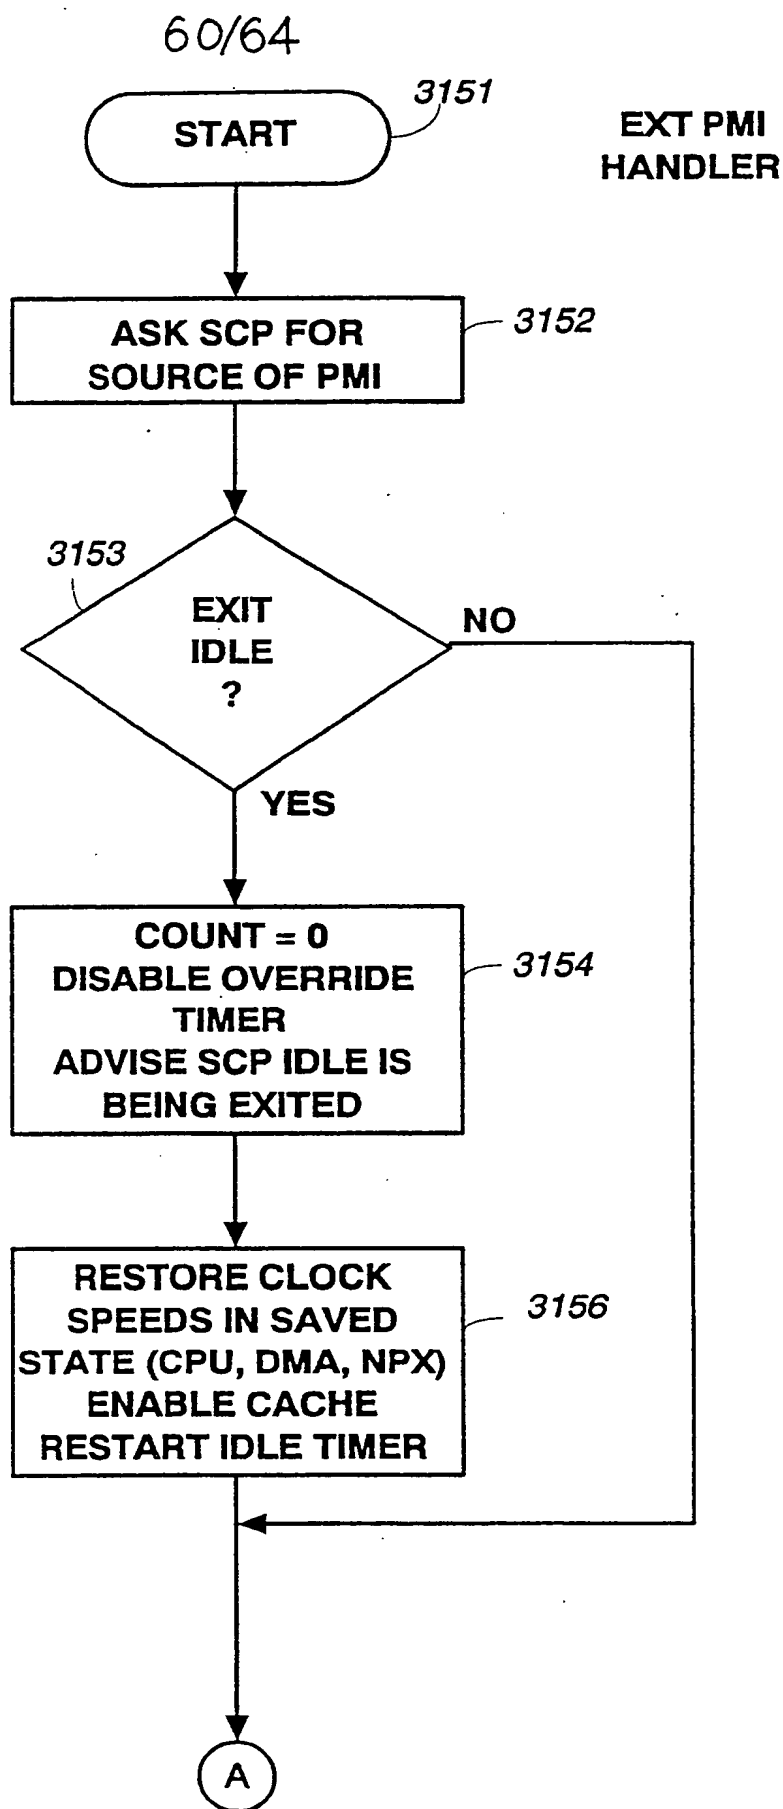 60/64
START
3151
EXT PMI
HANDLER
ASK SCP FOR
SOURCE OF PMI
3152
3153
EXIT
IDLE
?
NO
YES
COUNT = 0
DISABLE OVERRIDE
TIMER
ADVISE SCP IDLE IS
BEING EXITED
3154
RESTORE CLOCK
SPEEDS IN SAVED
STATE (CPU, DMA, NPX)
ENABLE CACHE
RESTART IDLE TIMER
3156
A